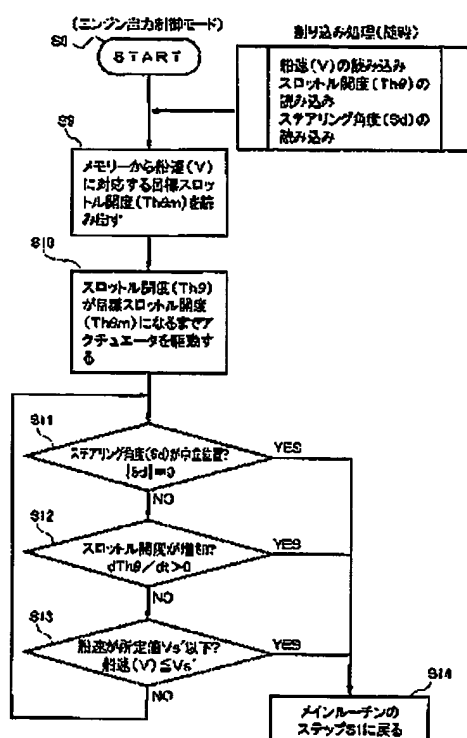 (エンジン出力制御モード)
START
割り込み処理(随時)
船速(V)の読み込み
スロットル開度(Thθ)の
読み込み
ステアリング角度(Sd)の
読み込み
S9
メモリーから船速(V)
に対応する目標スロッ
トル開度(Thθm)を読
み出す
S10
スロットル開度(Thθ)
が目標スロットル開度
(Thθm)になるまでア
クチュエータを駆動す
る
S11
ステアリング角度(Sd)が中立位置?
|Sd|=0
YES
NO
S12
スロットル開度が増加?
dThθ/dt>0
YES
NO
S13
船速が所定値Vs'以下?
船速(V)≦Vs'
YES
NO
S14
メインルーチンの
ステップS1に戻る